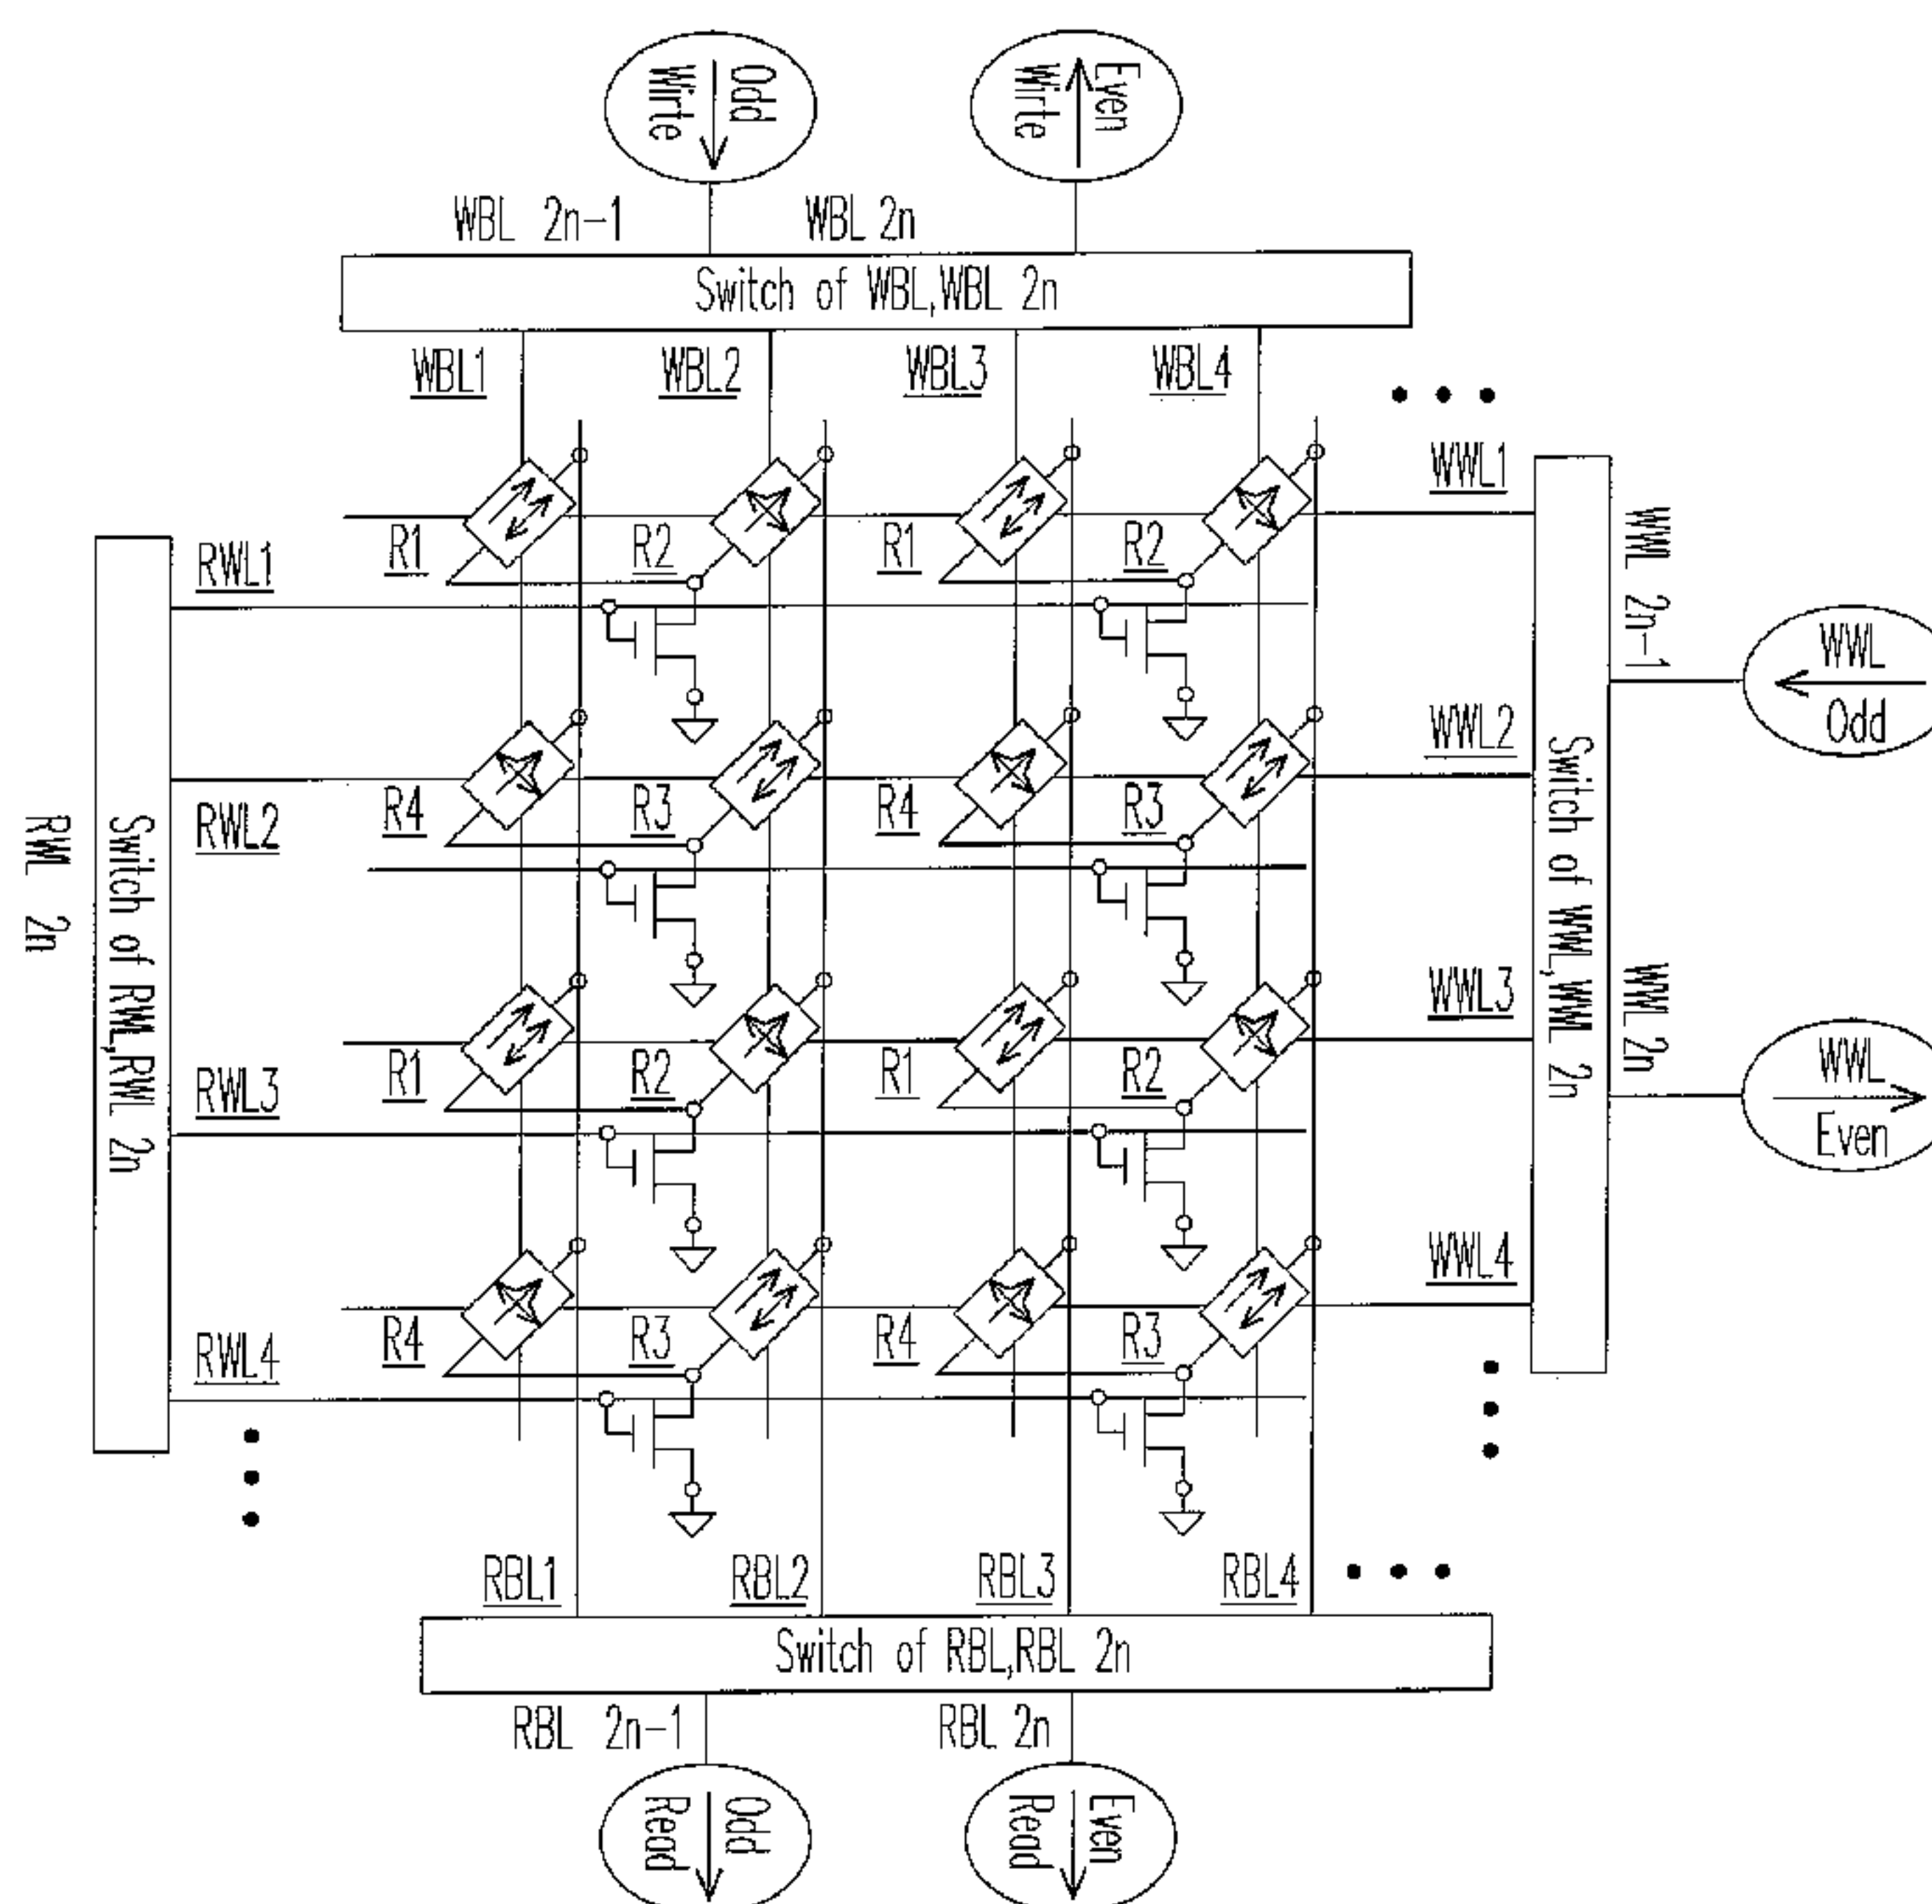 Odd
Wirte
Even
Wirte
WBL 2n-1
WBL 2n
Switch of WBL,WBL 2n
WBL1
WBL2
WBL3
WBL4
WWL1
R1
R2
R1
R2
RWL1
WWL 2n-1
WWL
Odd
WWL2
R4
R3
R4
R3
RWL2
Switch of RWL,RWL 2n
RWL 2n
Switch of WWL,WWL 2n
WWL3
R1
R2
R1
R2
RWL3
WWL 2n
WWL
Even
WWL4
R4
R3
R4
R3
RWL4
RBL1
RBL2
RBL3
RBL4
Switch of RBL,RBL 2n
RBL 2n-1
RBL 2n
Odd
Read
Even
Read